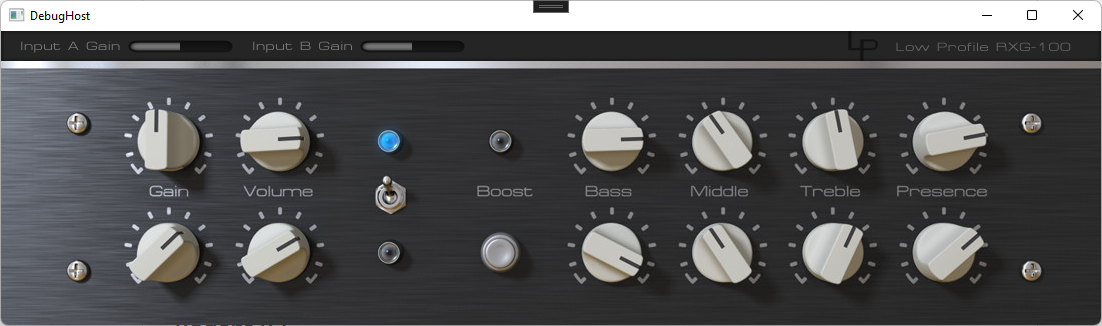 DebugHost
Input A Gain
Input B Gain
LP
Low Profile RXG-100
Gain
Volume
Boost
Bass
Middle
Treble
Presence